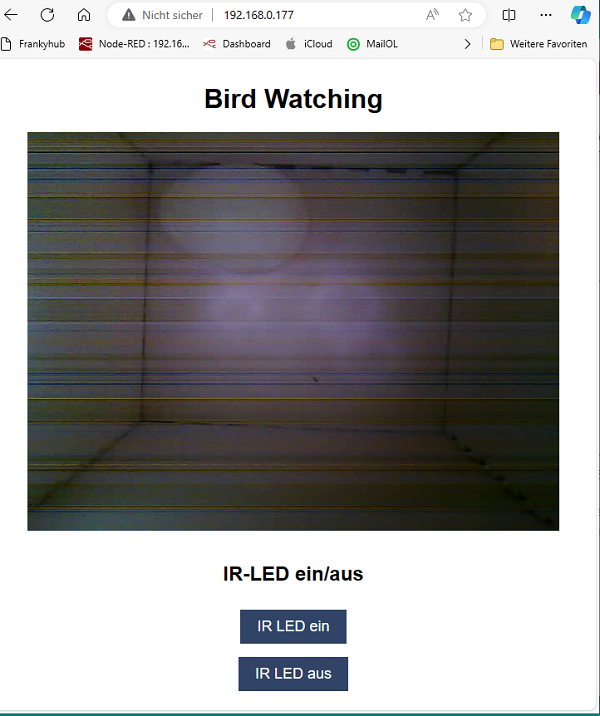 Nicht sicher 192.168.0.177
Frankyhub Node-RED : 192.16... Dashboard iCloud MailOL Weitere Favoriten
Bird Watching
IR-LED ein/aus
IR LED ein
IR LED aus